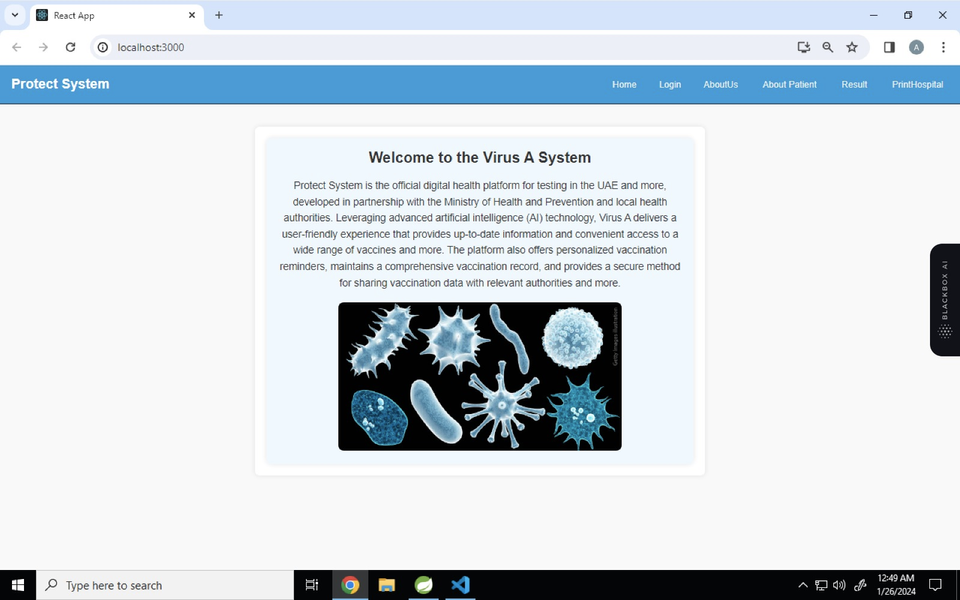 React App
localhost:3000
A
Protect System
Home Login AboutUs About Patient Result PrintHospital
Welcome to the Virus A System
Protect System is the official digital health platform for testing in the UAE and more,
developed in partnership with the Ministry of Health and Prevention and local health
authorities. Leveraging advanced artificial intelligence (AI) technology, Virus A delivers a
user-friendly experience that provides up-to-date information and convenient access to a
wide range of vaccines and more. The platform also offers personalized vaccination
reminders, maintains a comprehensive vaccination record, and provides a secure method
for sharing vaccination data with relevant authorities and more.
Getty Images Illustration
BLACKBOX AI
Type here to search
12:49 AM
1/26/2024